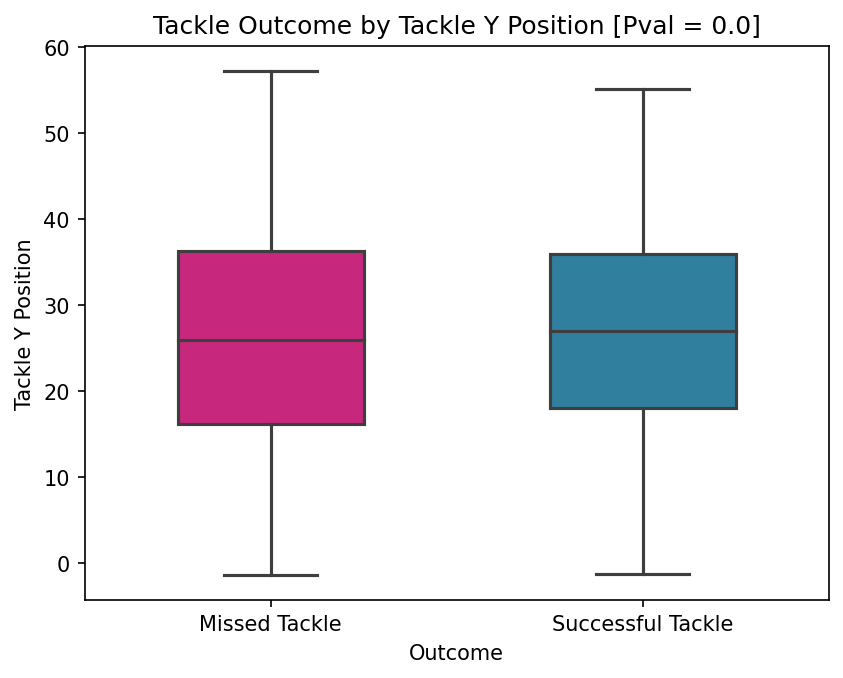 Tackle Outcome by Tackle Y Position [Pval = 0.0]
60
50
40
30
20
10
0
Tackle Y Position
Missed Tackle
Successful Tackle
Outcome